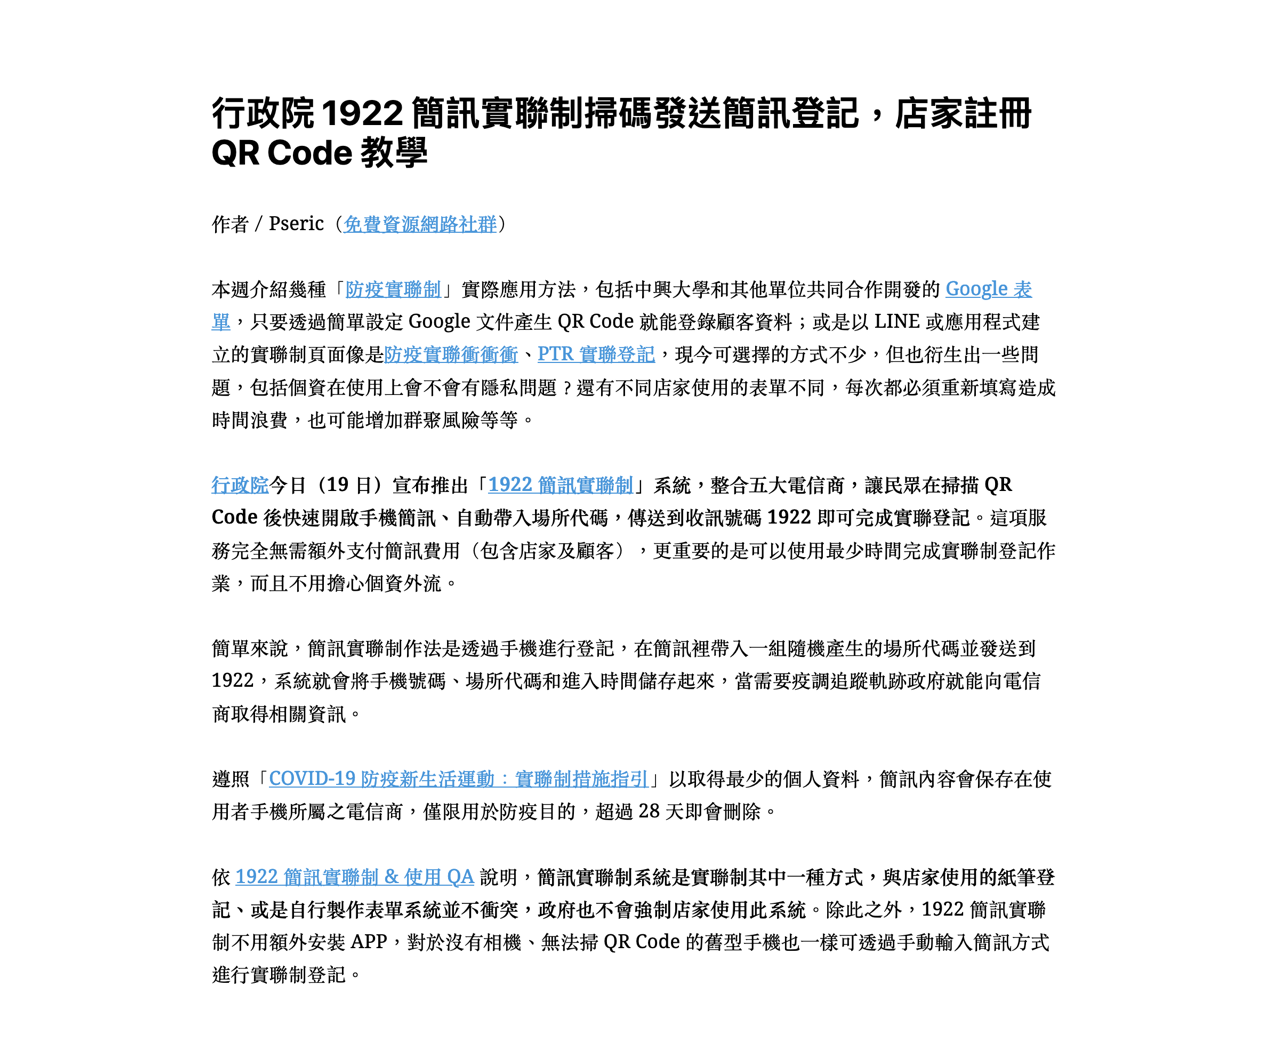 行政院 1922 簡訊實聯制掃碼發送簡訊登記，店家註冊
QR Code 教學
作者 / Pseric（免費資源網路社群）
本週介紹幾種「防疫實聯制」實際應用方法，包括中興大學和其他單位共同合作開發的 Google 表
單，只要透過簡單設定 Google 文件產生 QR Code 就能登錄顧客資料；或是以 LINE 或應用程式建
立的實聯制頁面像是防疫實聯衝衝衝、PTR 實聯登記，現今可選擇的方式不少，但也衍生出一些問
題，包括個資在使用上會不會有隱私問題？還有不同店家使用的表單不同，每次都必須重新填寫造成
時間浪費，也可能增加群聚風險等等。
行政院今日（19 日）宣布推出「1922 簡訊實聯制」系統，整合五大電信商，讓民眾在掃描 QR
Code 後快速開啟手機簡訊、自動帶入場所代碼，傳送到收訊號碼 1922 即可完成實聯登記。這項服
務完全無需額外支付簡訊費用（包含店家及顧客），更重要的是可以使用最少時間完成實聯制登記作
業，而且不用擔心個資外流。
簡單來說，簡訊實聯制作法是透過手機進行登記，在簡訊裡帶入一組隨機產生的場所代碼並發送到
1922，系統就會將手機號碼、場所代碼和進入時間儲存起來，當需要疫調追蹤軌跡政府就能向電信
商取得相關資訊。
遵照「COVID-19 防疫新生活運動：實聯制措施指引」以取得最少的個人資料，簡訊內容會保存在使
用者手機所屬之電信商，僅限用於防疫目的，超過 28 天即會刪除。
依 1922 簡訊實聯制 & 使用 QA 說明，簡訊實聯制系統是實聯制其中一種方式，與店家使用的紙筆登
記、或是自行製作表單系統並不衝突，政府也不會強制店家使用此系統。除此之外，1922 簡訊實聯
制不用額外安裝 APP，對於沒有相機、無法掃 QR Code 的舊型手機也一樣可透過手動輸入簡訊方式
進行實聯制登記。